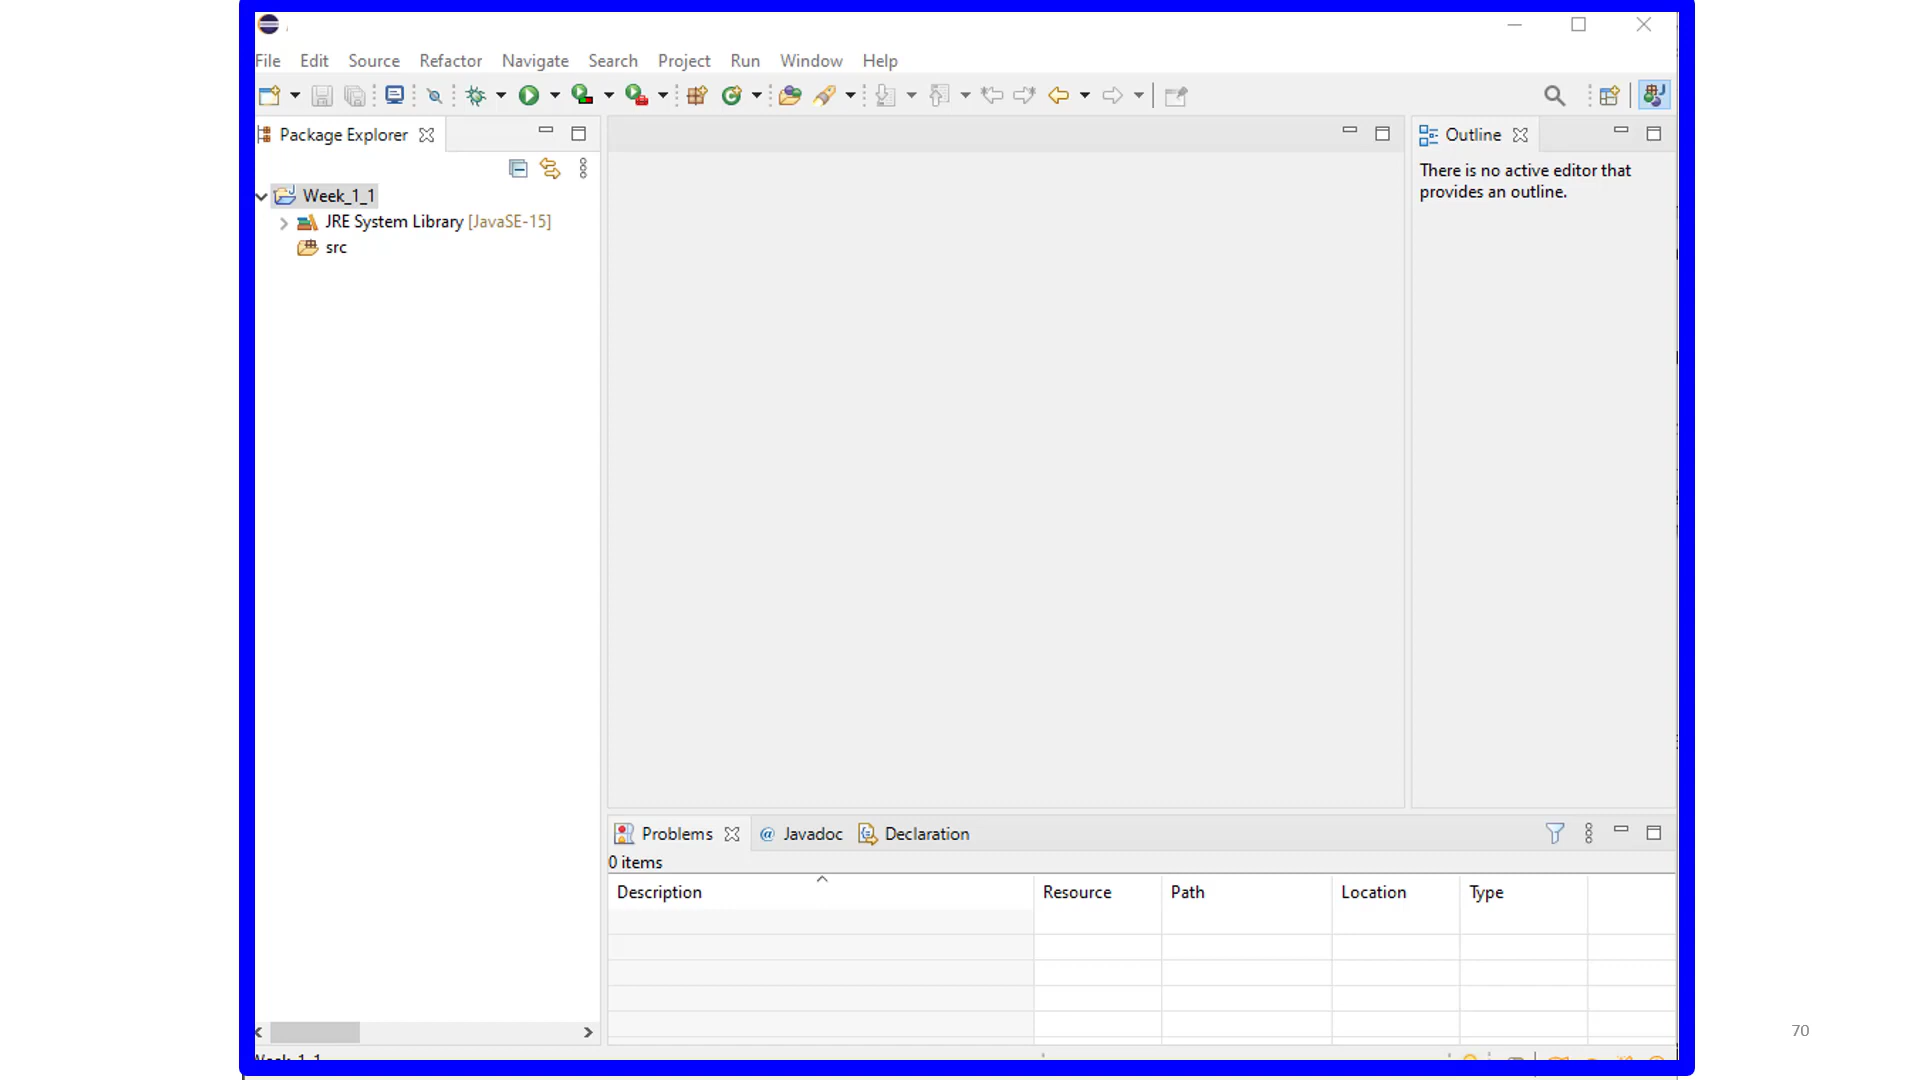 File Edit Source Refactor Navigate Search Project Run Window Help
Package Explorer
Week_1_1
JRE System Library [JavaSE-15]
src
Outline
There is no active editor that
provides an outline.
Problems @ Javadoc Declaration
0 items
Description Resource Path Location Type
Week_1_1
70